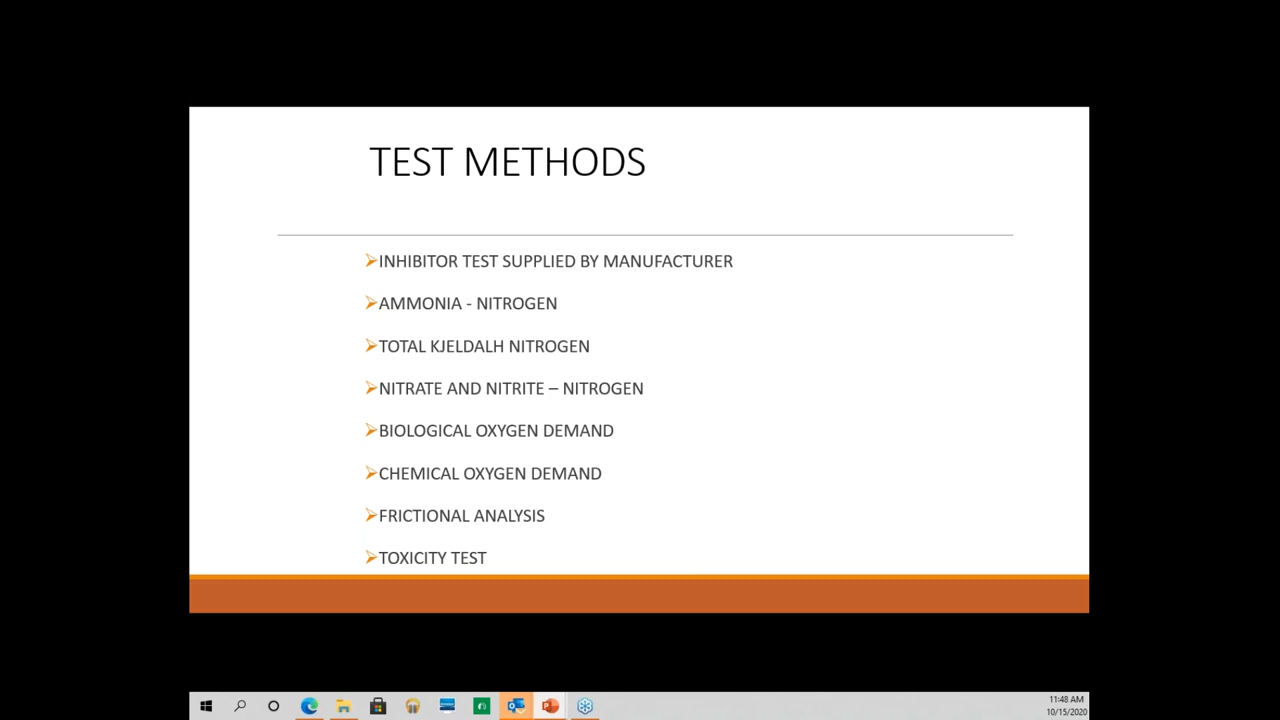 TEST METHODS
INHIBITOR TEST SUPPLIED BY MANUFACTURER
AMMONIA - NITROGEN
TOTAL KJELDALH NITROGEN
NITRATE AND NITRITE – NITROGEN
BIOLOGICAL OXYGEN DEMAND
CHEMICAL OXYGEN DEMAND
FRICTIONAL ANALYSIS
TOXICITY TEST
11:48 AM
10/15/2020